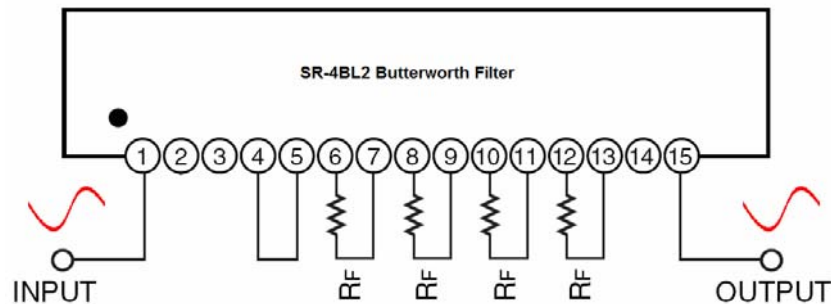 SR-4BL2 Butterworth Filter
1 2 3 4 5 6 7 8 9 10 11 12 13 14 15
INPUT RF RF RF RF OUTPUT